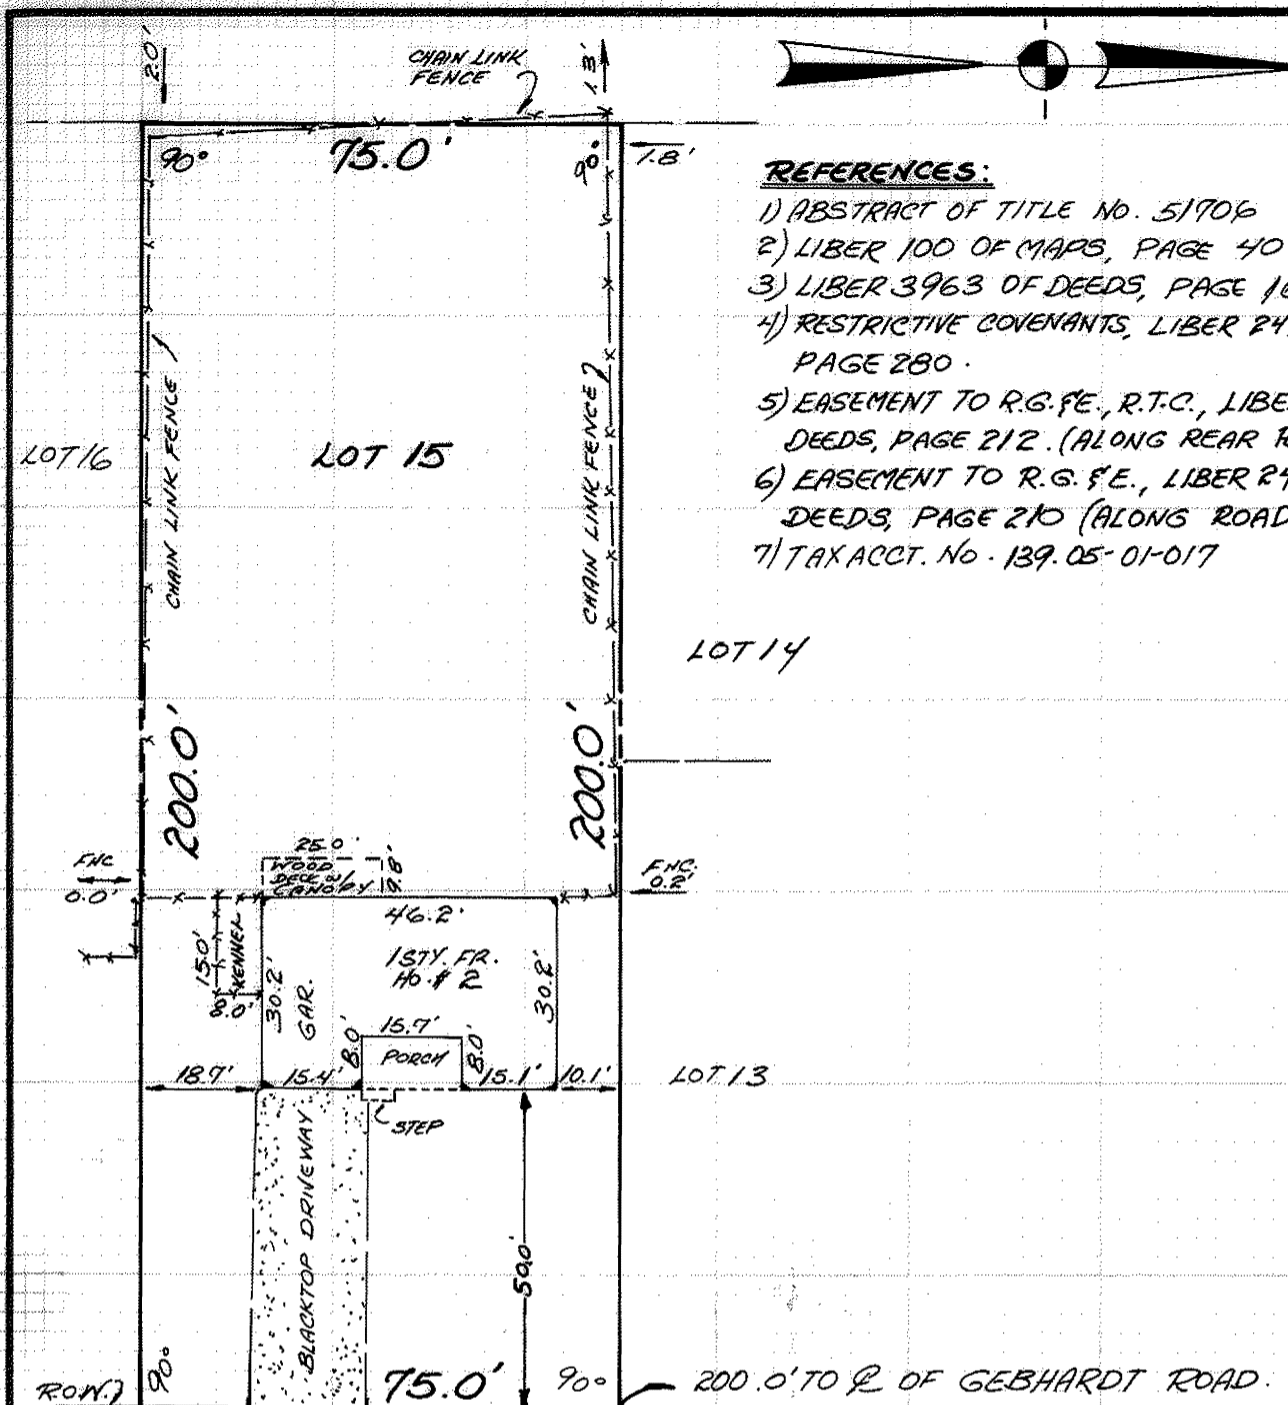 2.0'
CHAIN LINK
FENCE
1.3'
90°
75.0'
90°
1.8'
REFERENCES:
1) ABSTRACT OF TITLE NO. 51706
2) LIBER 100 OF MAPS, PAGE 40
3) LIBER 3963 OF DEEDS, PAGE
4) RESTRICTIVE COVENANTS, LIBER
PAGE 280.
5) EASEMENT TO R.G.&E., R.T.C.,
DEEDS, PAGE 212. (ALONG REAR
6) EASEMENT TO R.G.&E., LIBER
DEEDS, PAGE 210 (ALONG ROAD
7) TAX ACCT. NO. 139.05-01-017
LOT 16
CHAIN LINK FENCE
LOT 15
CHAIN LINK FENCE
LOT 14
200.0'
200.0'
25.0'
WOOD
DECK W/
CANOPY
9.8'
FNC
0.0'
FNC.
0.2'
46.2'
15.0'
KENNEL
8.0'
30.2'
GAR.
1 STY. FR.
HO. # 2
30.2'
15.7'
8.0'
PORCH
8.0'
18.7'
15.4'
15.1'
10.1'
LOT 13
STEP
BLACKTOP DRIVEWAY
50.0'
R.O.W.
90°
75.0'
90°
200.0' TO ℄ OF GEBHARDT ROAD.